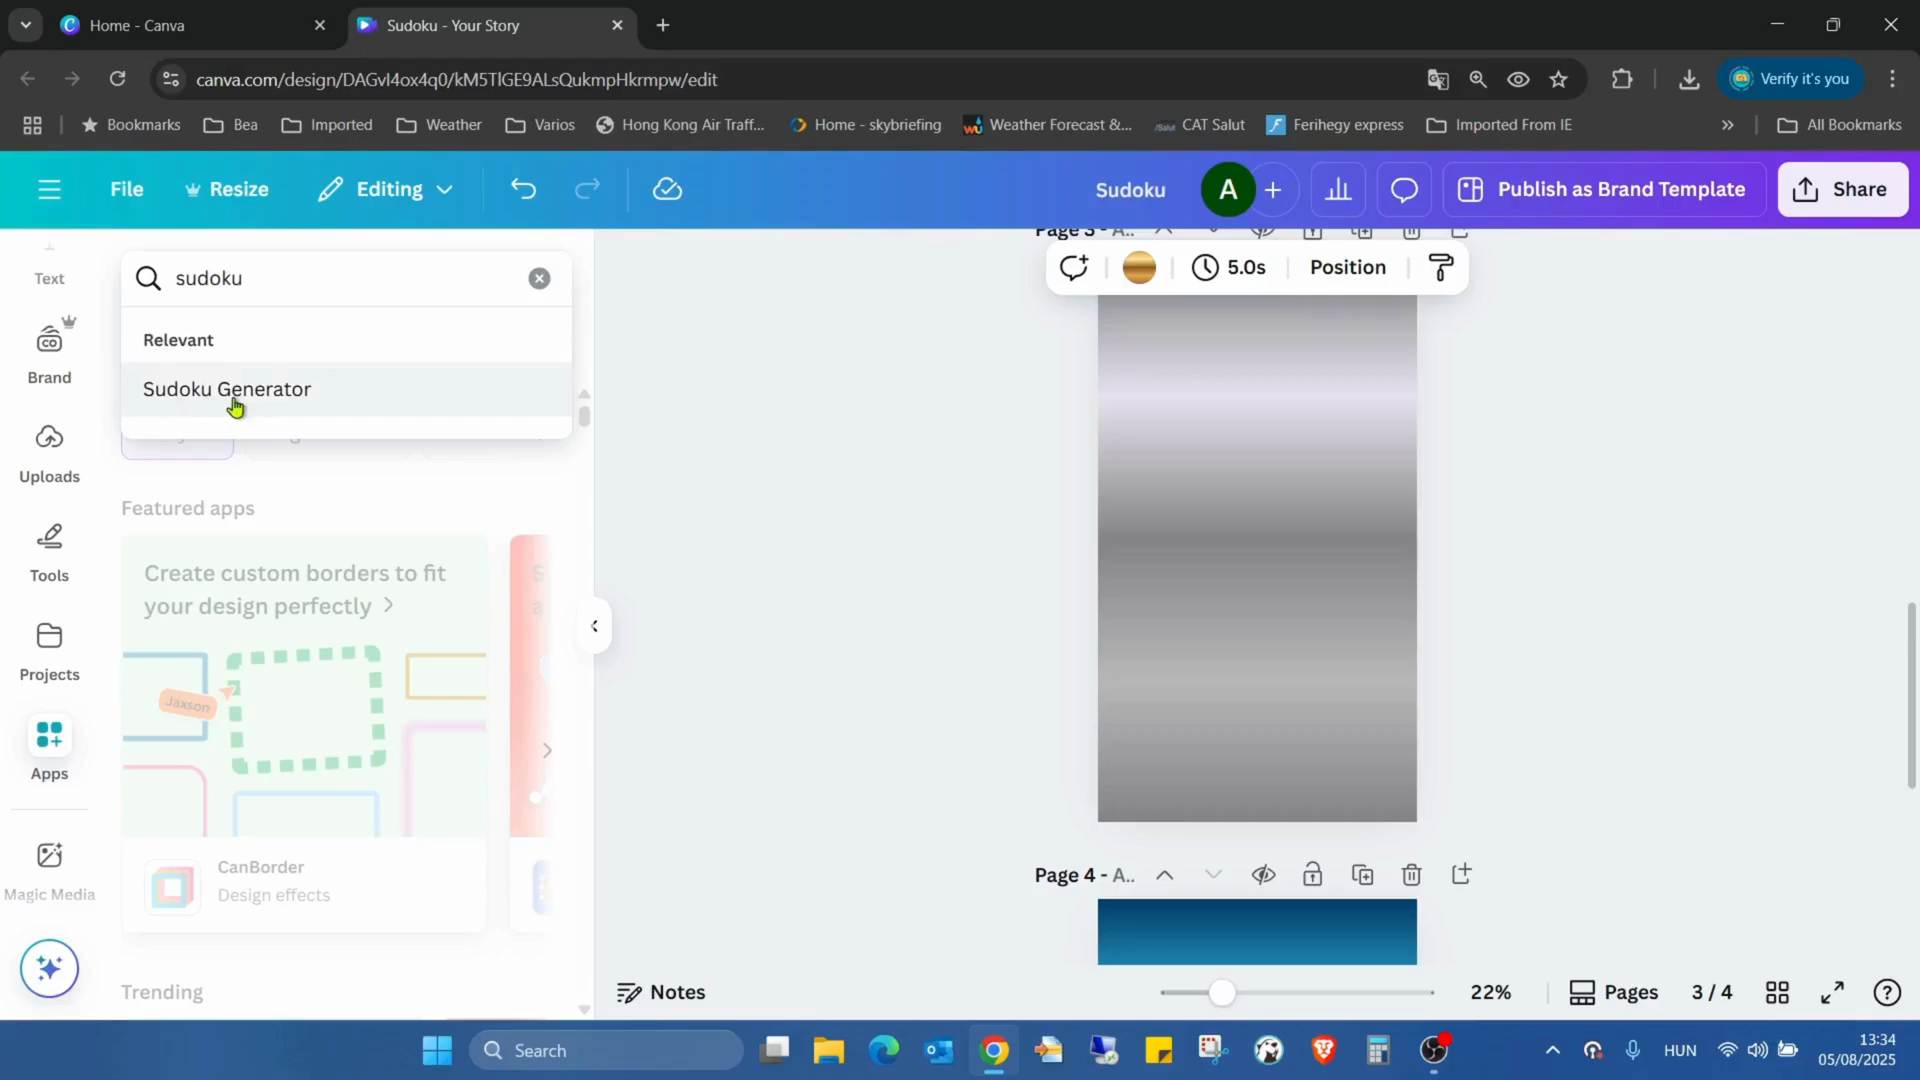 Home - Canva
Sudoku - Your Story
canva.com/design/DAGvI4ox4q0/kM5TlGE9ALsQukmpHkrmpw/edit
Verify it's you
Bookmarks
Bea
Imported
Weather
Varios
Hong Kong Air Traff...
Home - skybriefing
Weather Forecast &...
CAT Salut
Ferihegy express
Imported From IE
All Bookmarks
File
Resize
Editing
Sudoku
A
Publish as Brand Template
Share
Text
sudoku
Page 3 - A..
5.0s
Position
Relevant
Brand
Sudoku Generator
Uploads
Featured apps
Tools
Create custom borders to fit
your design perfectly
Projects
Jaxson
Apps
CanBorder
Design effects
Magic Media
Page 4 - A..
Trending
Notes
22%
Pages
3 / 4
Search
HUN
13:34
05/08/2025